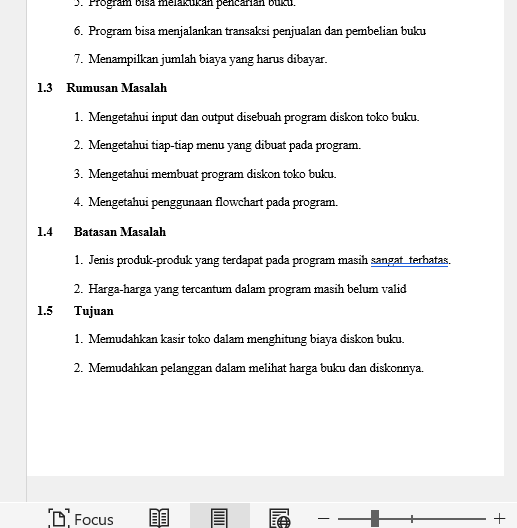 5. Program bisa melakukan pencarian buku.
6. Program bisa menjalankan transaksi penjualan dan pembelian buku
7. Menampilkan jumlah biaya yang harus dibayar.
1.3 Rumusan Masalah
1. Mengetahui input dan output disebuah program diskon toko buku.
2. Mengetahui tiap-tiap menu yang dibuat pada program.
3. Mengetahui membuat program diskon toko buku.
4. Mengetahui penggunaan flowchart pada program.
1.4 Batasan Masalah
1. Jenis produk-produk yang terdapat pada program masih sangat terbatas.
2. Harga-harga yang tercantum dalam program masih belum valid
1.5 Tujuan
1. Memudahkan kasir toko dalam menghitung biaya diskon buku.
2. Memudahkan pelanggan dalam melihat harga buku dan diskonnya.
Focus